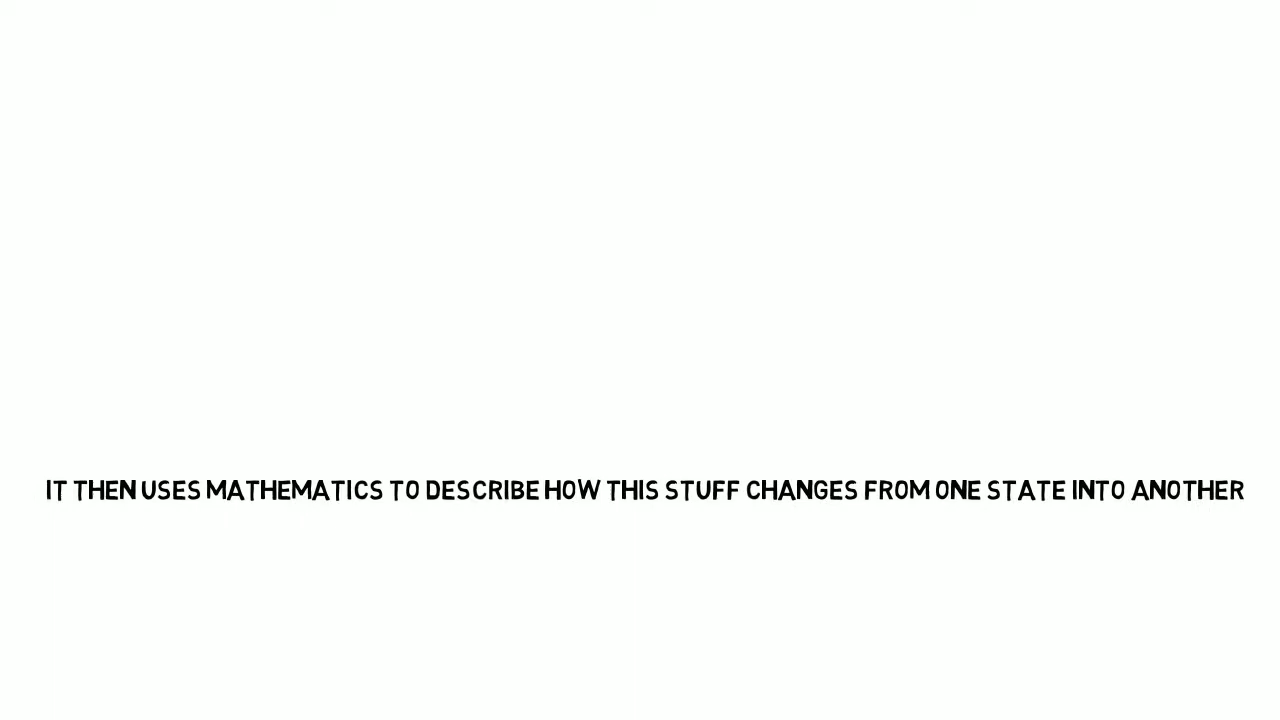 IT THEN USES MATHEMATICS TO DESCRIBE HOW THIS STUFF CHANGES FROM ONE STATE INTO ANOTHER